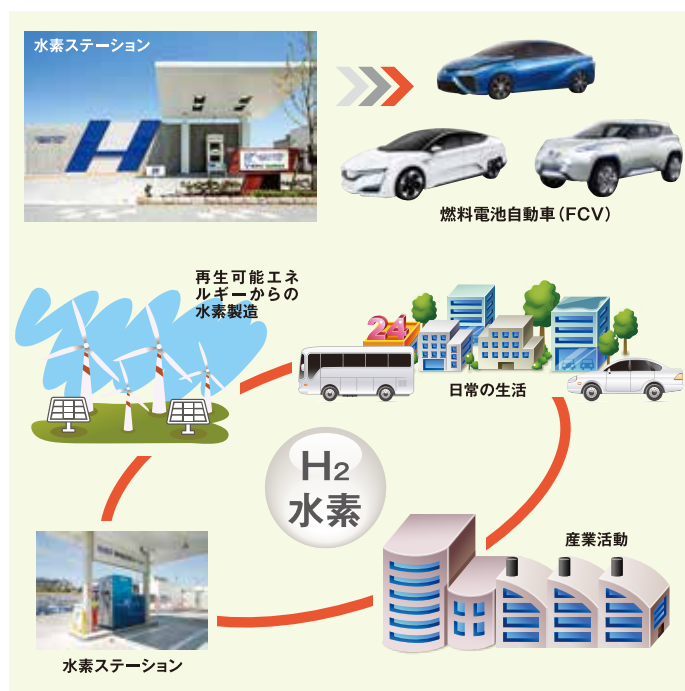 水素ステーション
燃料電池自動車(FCV)
再生可能エネ
ルギーからの
水素製造
24
日常の生活
H2
水素
産業活動
水素ステーション